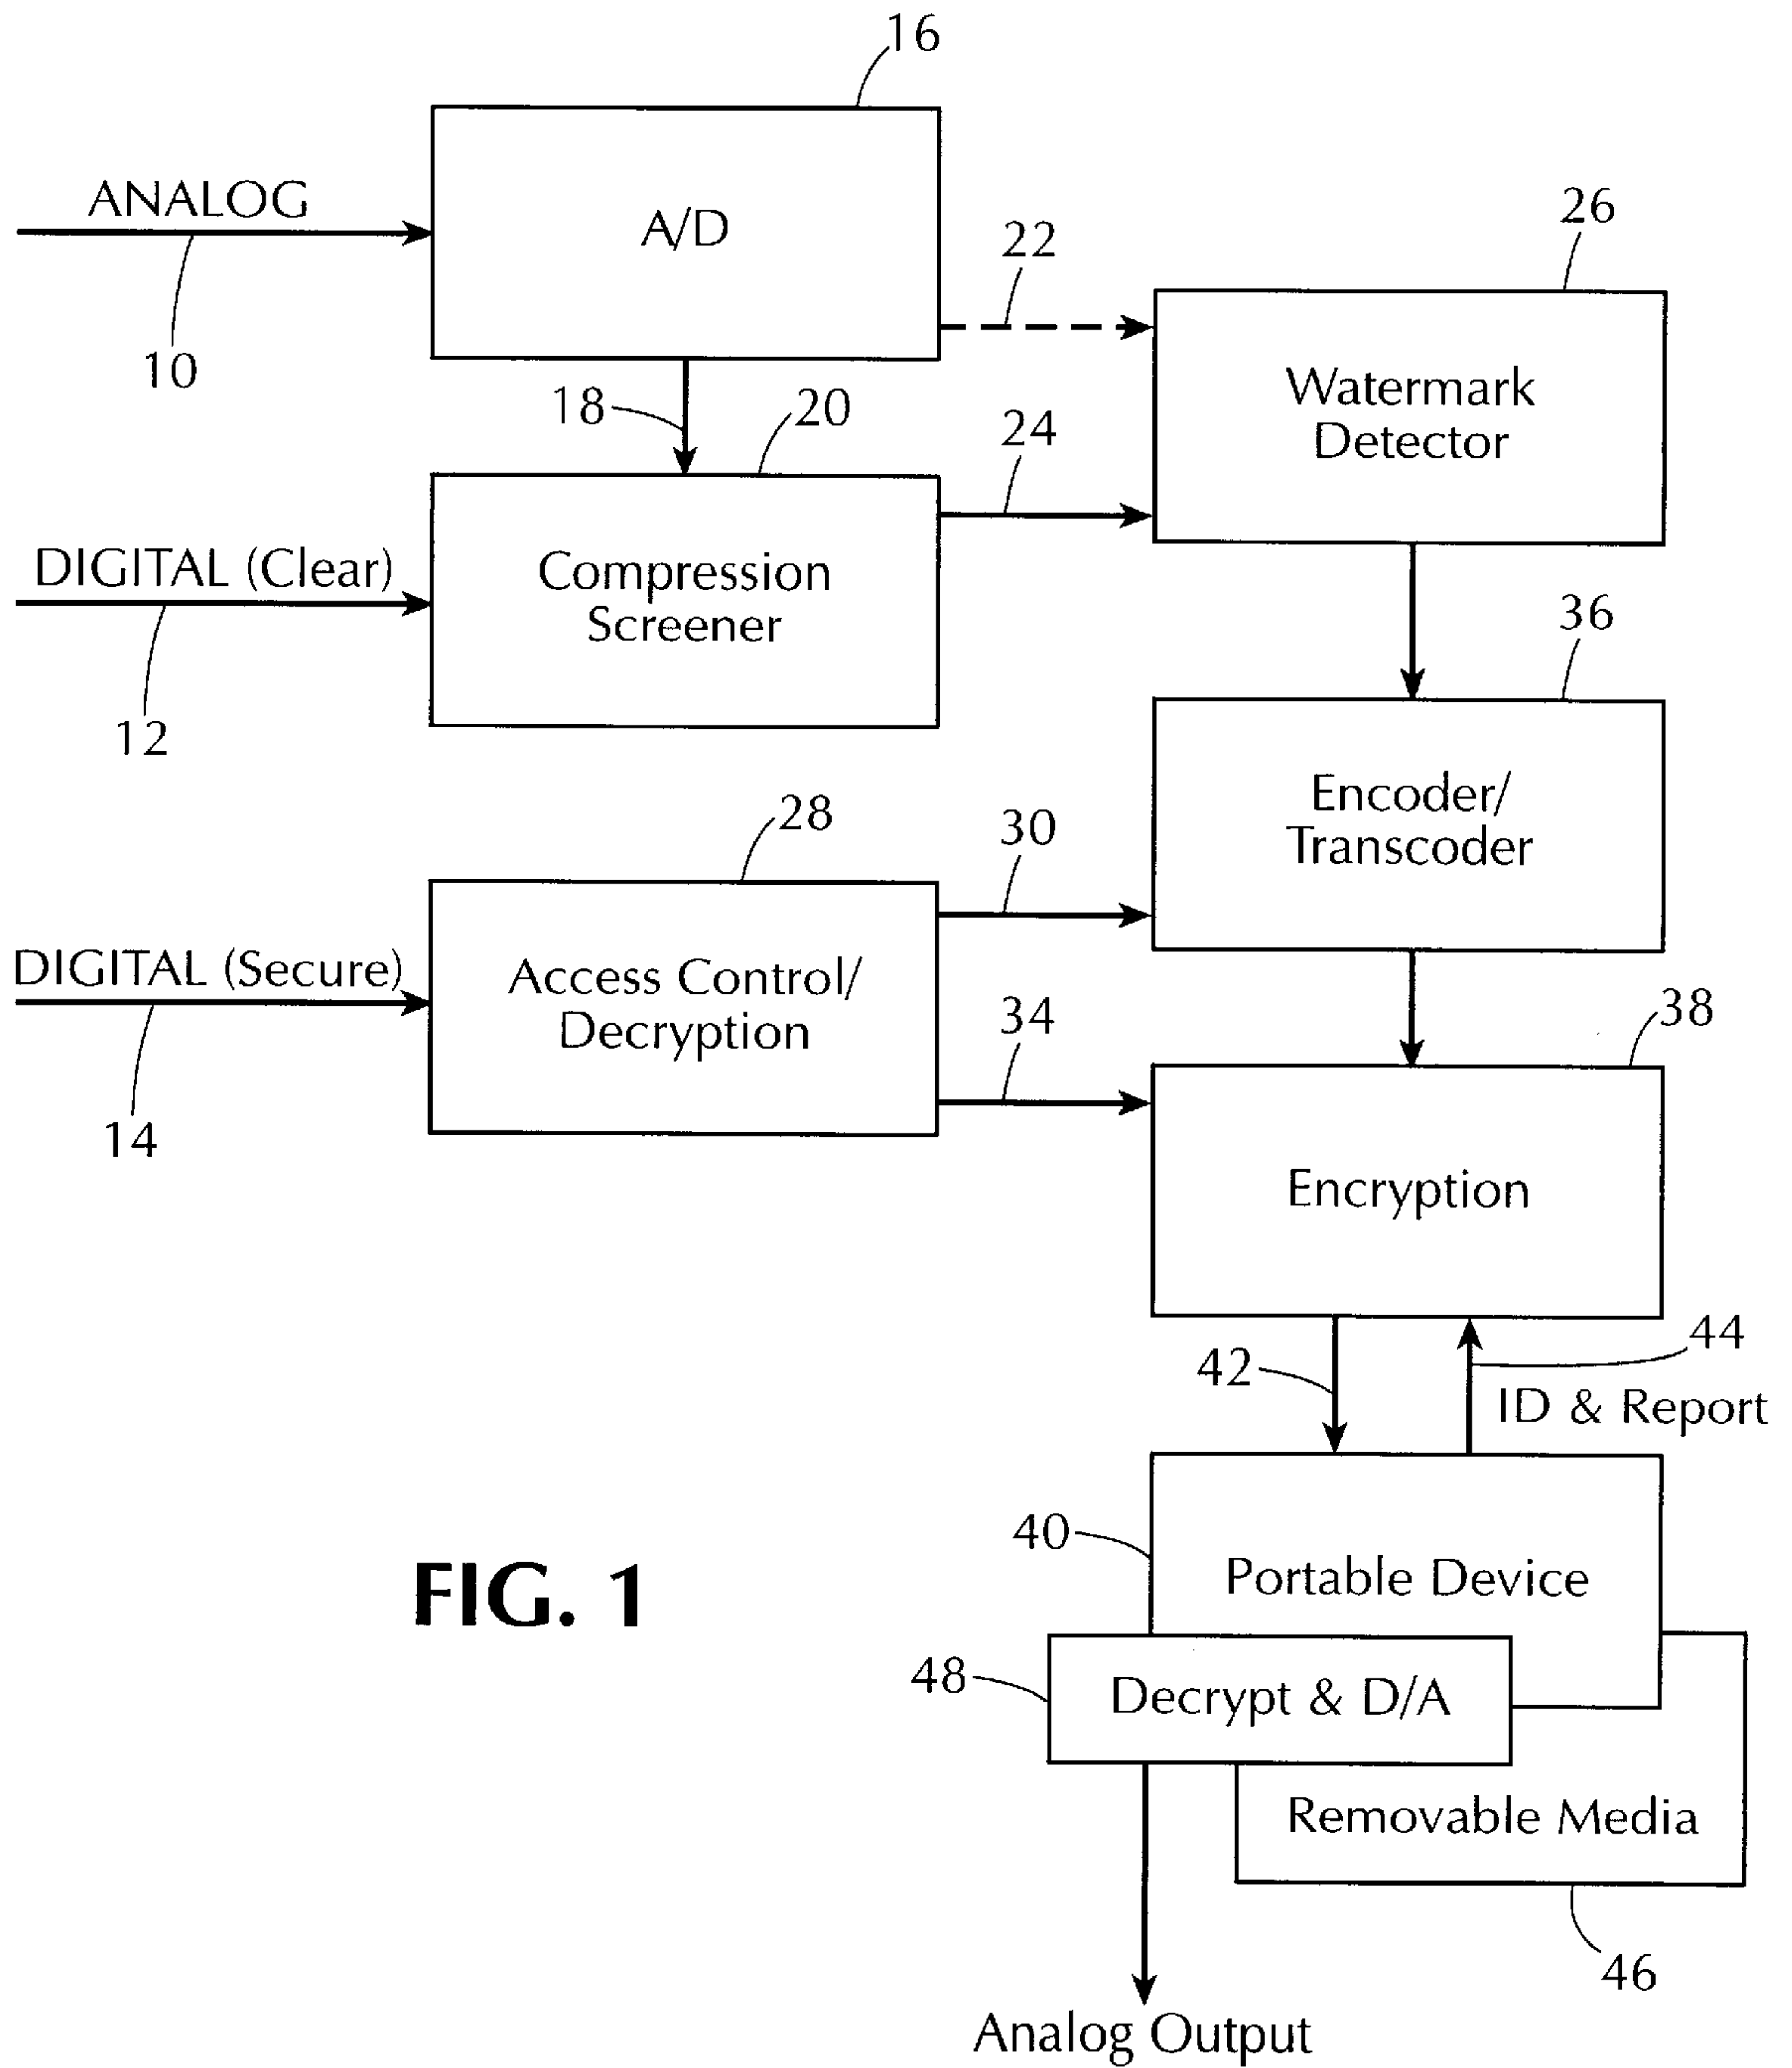 16
ANALOG
A/D
10
22
26
Watermark
Detector
18
20
24
DIGITAL (Clear)
Compression
Screener
12
36
Encoder/
Transcoder
28
30
DIGITAL (Secure)
Access Control/
Decryption
34
14
38
Encryption
42
44
ID & Report
40
Portable Device
FIG. 1
48
Decrypt & D/A
Removable Media
46
Analog Output